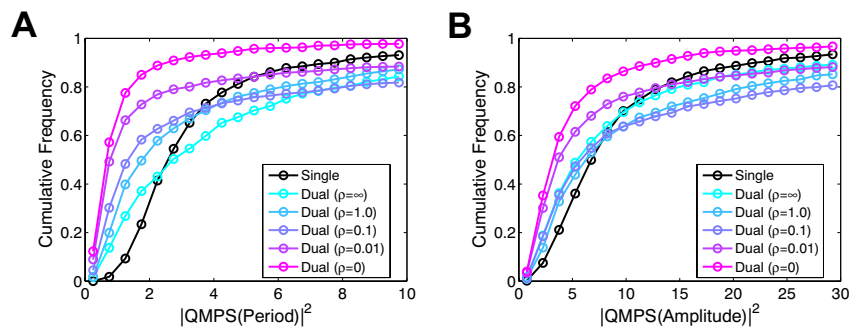 A
B
Cumulative Frequency
1
0.8
0.6
0.4
0.2
0
0
2
4
6
8
10
|QMPS(Period)|²
Single
Dual (ρ=∞)
Dual (ρ=1.0)
Dual (ρ=0.1)
Dual (ρ=0.01)
Dual (ρ=0)
Cumulative Frequency
1
0.8
0.6
0.4
0.2
0
0
5
10
15
20
25
30
|QMPS(Amplitude)|²
Single
Dual (ρ=∞)
Dual (ρ=1.0)
Dual (ρ=0.1)
Dual (ρ=0.01)
Dual (ρ=0)